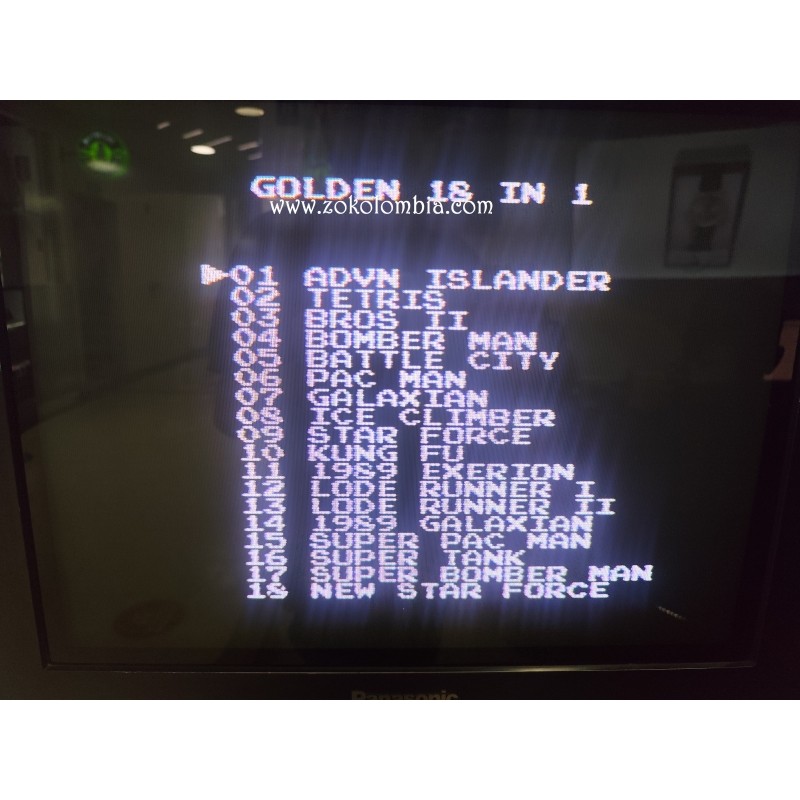 GOLDEN 18 IN 1
www.zokolombia.com
01 ADVN ISLANDER
02 TETRIS
03 BROS II
04 BOMBER MAN
05 BATTLE CITY
06 PAC MAN
07 GALAXIAN
08 ICE CLIMBER
09 STAR FORCE
10 KUNG FU
11 1989 EXERION
12 LODE RUNNER I
13 LODE RUNNER II
14 1989 GALAXIAN
15 SUPER PAC MAN
16 SUPER TANK
17 SUPER BOMBER MAN
18 NEW STAR FORCE
Panasonic